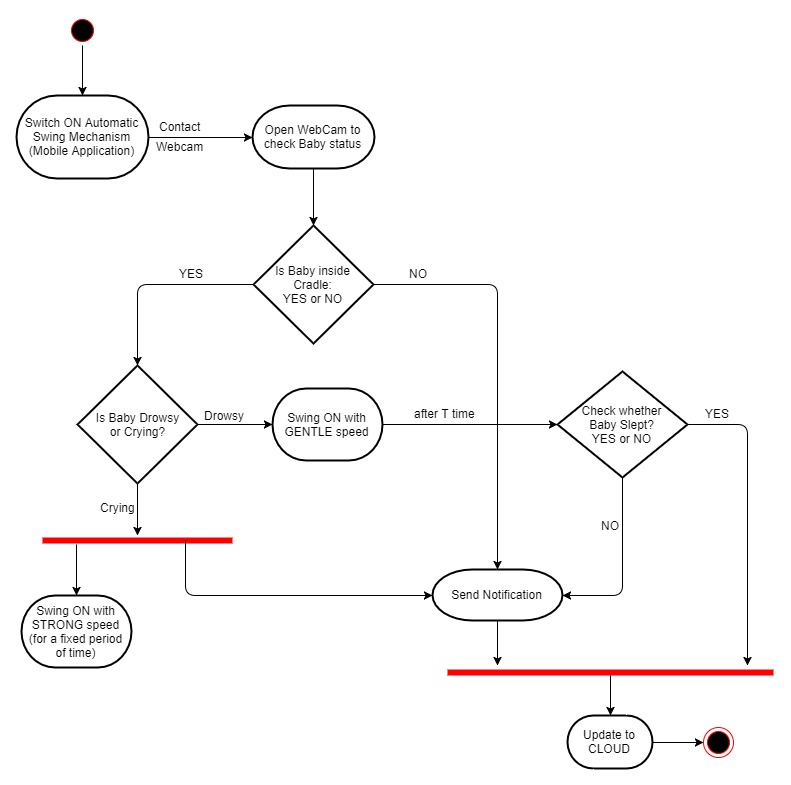 Switch ON Automatic
Swing Mechanism
(Mobile Application)
Contact
Webcam
Open WebCam to
check Baby status
Is Baby inside
Cradle:
YES or NO
YES
NO
Is Baby Drowsy
or Crying?
Drowsy
Swing ON with
GENTLE speed
after T time
Check whether
Baby Slept?
YES or NO
YES
Crying
NO
Swing ON with
STRONG speed
(for a fixed period
of time)
Send Notification
Update to
CLOUD